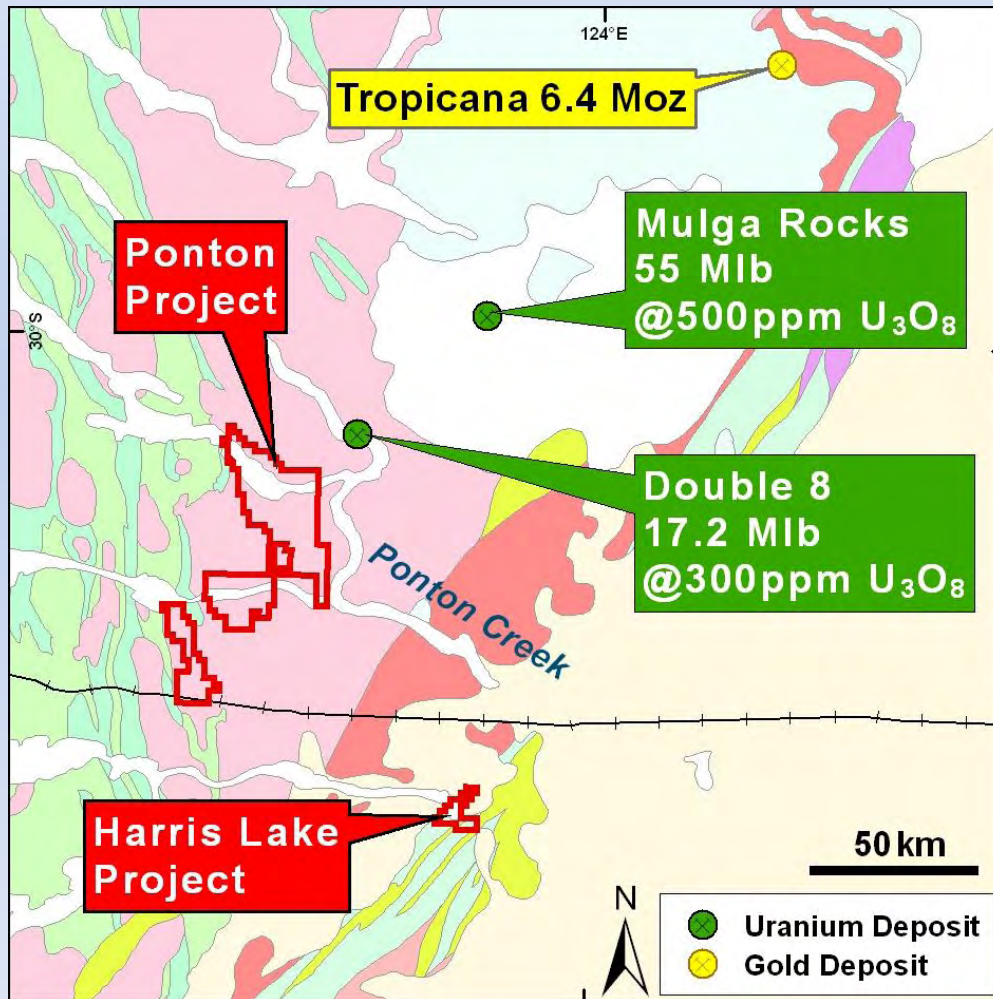 124°E
Tropicana 6.4 Moz
Mulga Rocks
55 Mlb
@500ppm U₃O₈
Ponton
Project
30°S
Double 8
17.2 Mlb
@300ppm U₃O₈
Ponton Creek
Harris Lake
Project
50 km
N
Uranium Deposit
Gold Deposit